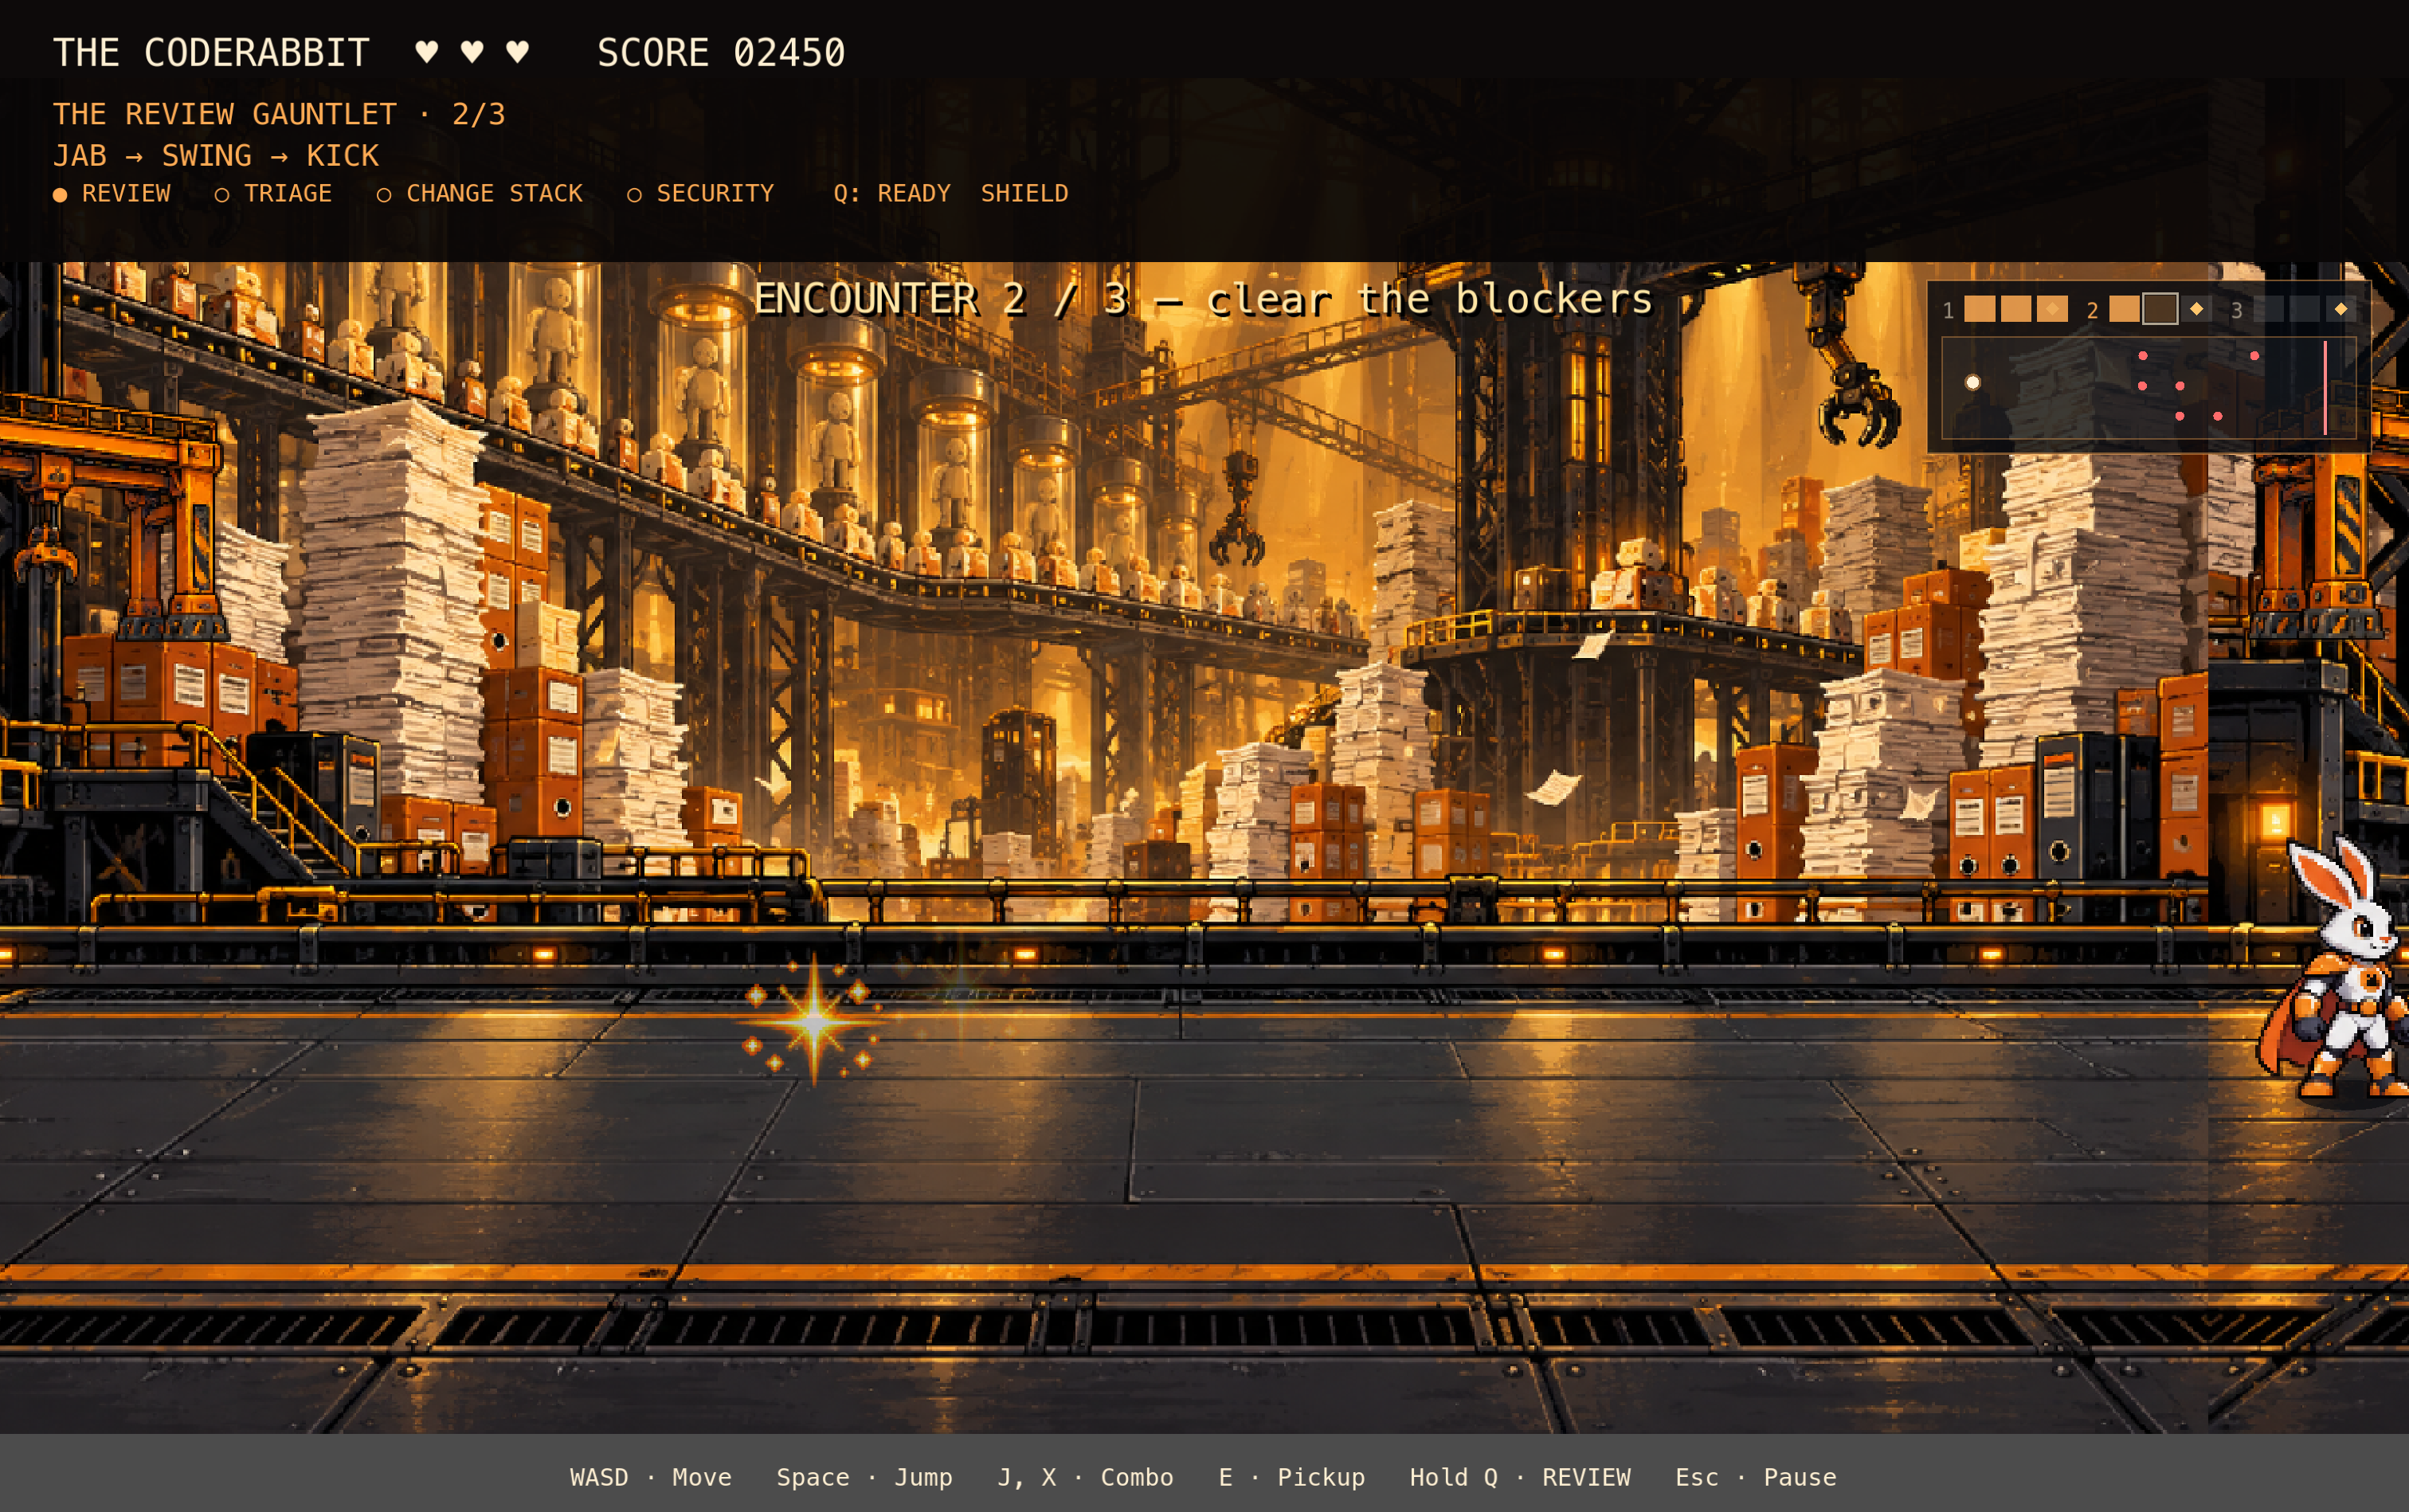 THE CODERABBIT ♥ ♥ ♥ SCORE 02450
THE REVIEW GAUNTLET · 2/3
JAB → SWING → KICK
● REVIEW ○ TRIAGE ○ CHANGE STACK ○ SECURITY Q: READY SHIELD
ENCOUNTER 2 / 3 — clear the blockers
1 2 3
WASD · Move Space · Jump J, X · Combo E · Pickup Hold Q · REVIEW Esc · Pause